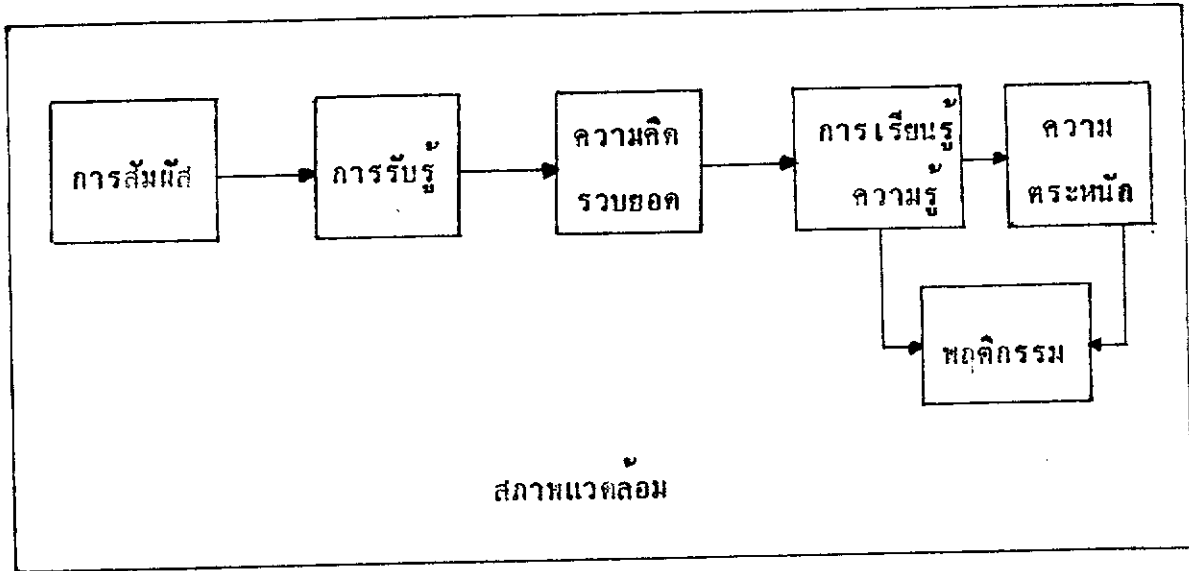 การสัมผัส
การรับรู้
ความคิด
รวบยอด
การเรียนรู้
ความรู้
ความ
ตระหนัก
พฤติกรรม
สภาพแวดล้อม